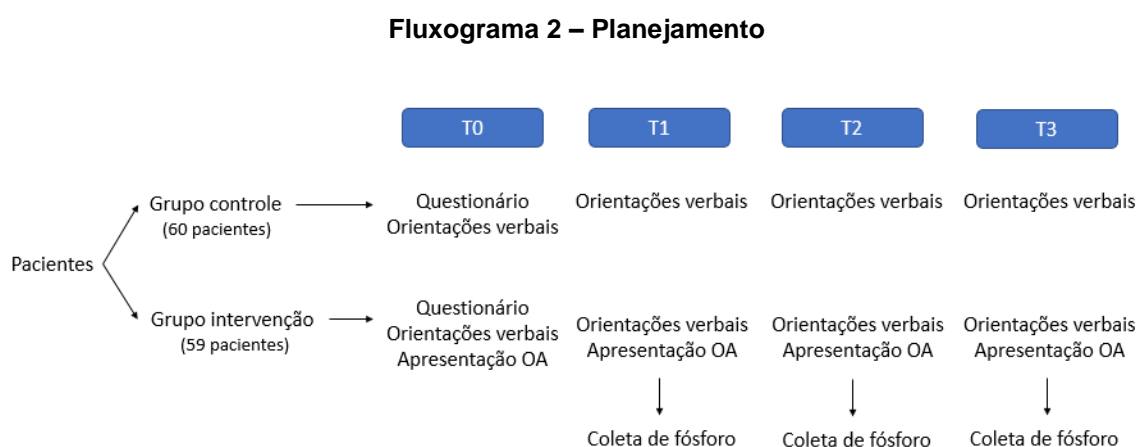 Fluxograma 2 – Planejamento
T0
T1
T2
T3
Grupo controle
(60 pacientes)
Questionário
Orientações verbais
Orientações verbais
Orientações verbais
Orientações verbais
Pacientes
Grupo intervenção
(59 pacientes)
Questionário
Orientações verbais
Apresentação OA
Orientações verbais
Apresentação OA
Orientações verbais
Apresentação OA
Orientações verbais
Apresentação OA
Coleta de fósforo
Coleta de fósforo
Coleta de fósforo